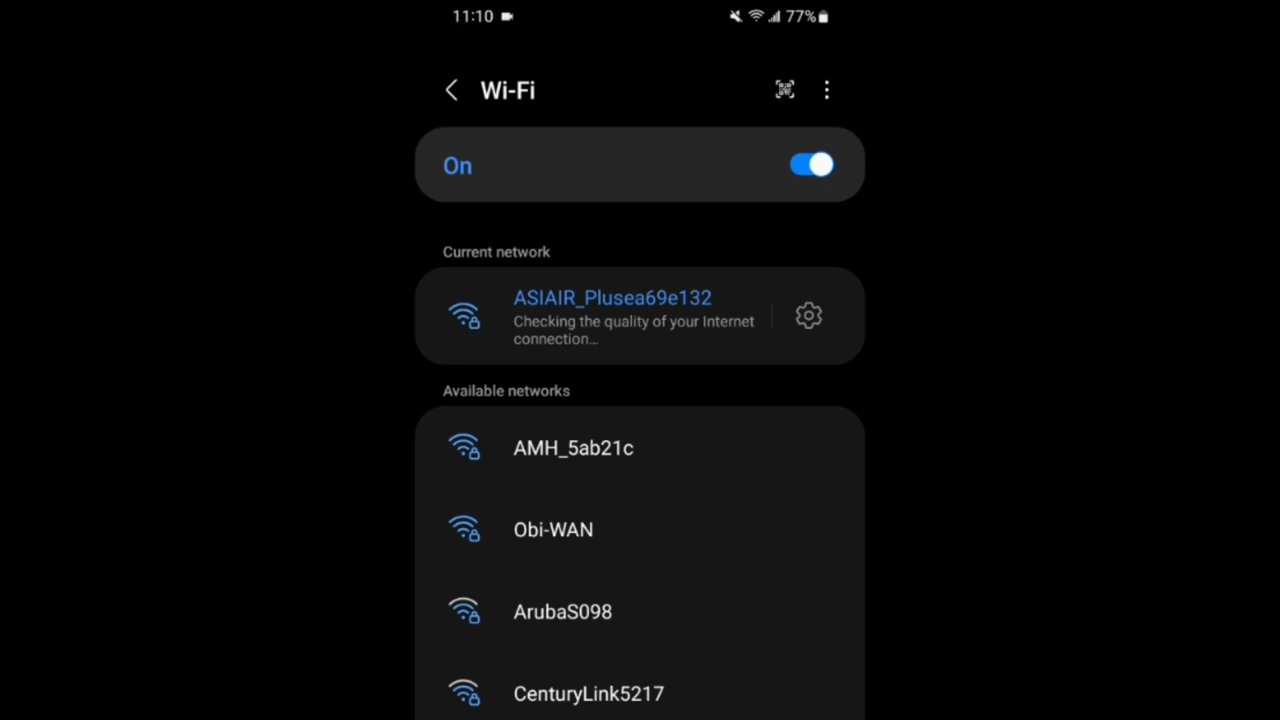 11:10
77%
Wi-Fi
On
Current network
ASIAIR_Plusea69e132
Checking the quality of your Internet
connection...
Available networks
AMH_5ab21c
Obi-WAN
ArubaS098
CenturyLink5217